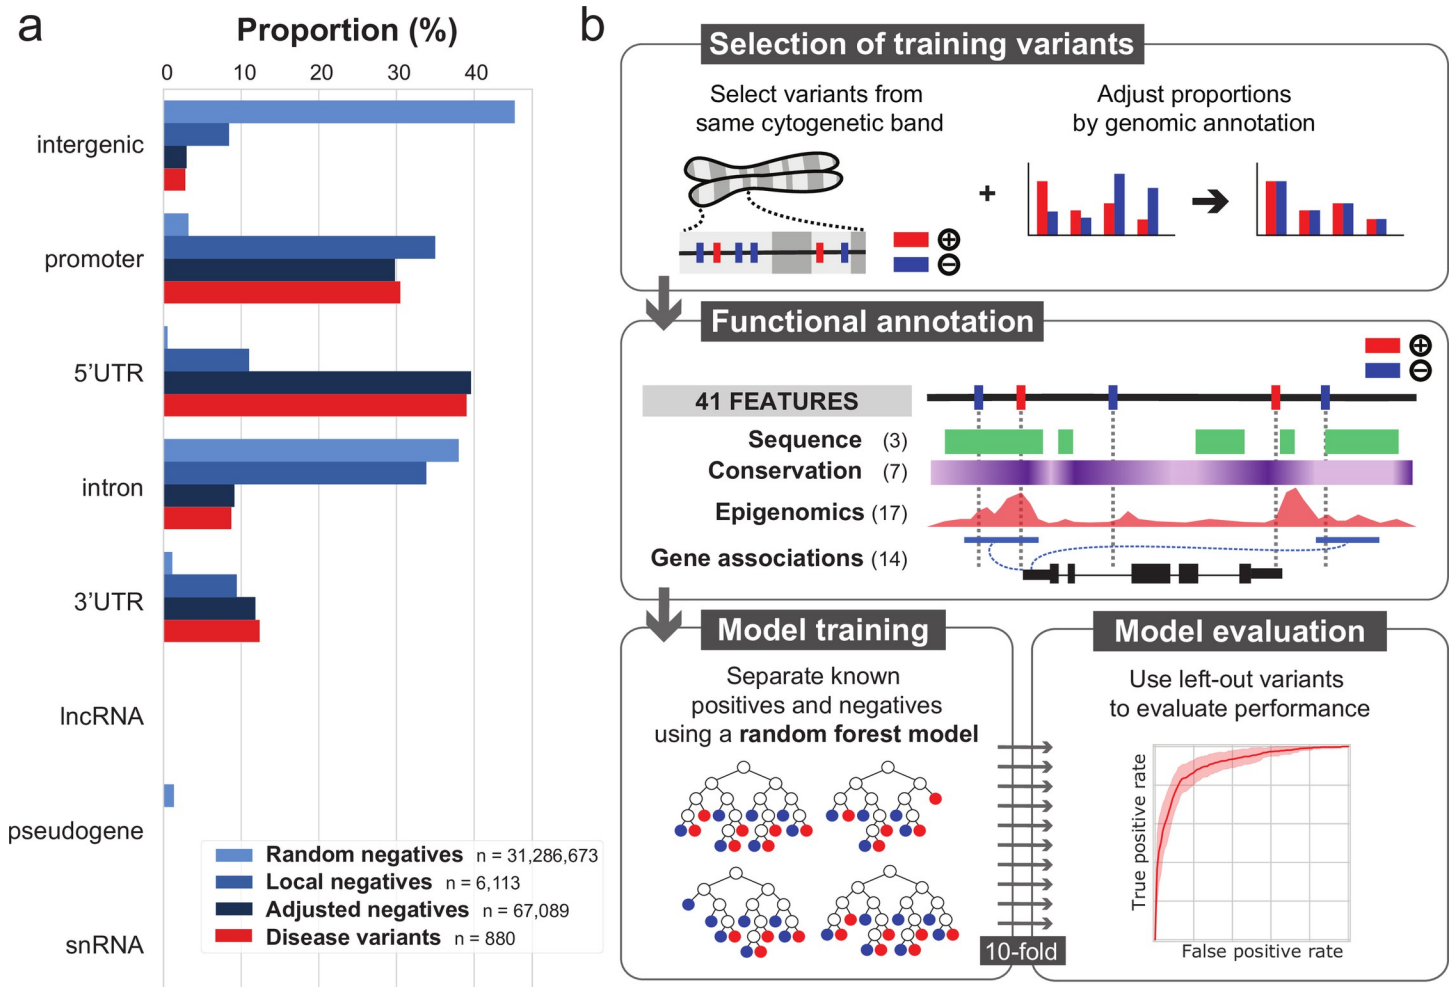 a
Proportion (%)
0 10 20 30 40
intergenic
promoter
5’UTR
intron
3’UTR
lncRNA
pseudogene
snRNA
Random negatives n = 31,286,673
Local negatives n = 6,113
Adjusted negatives n = 67,089
Disease variants n = 880
b
Selection of training variants
Select variants from
same cytogenetic band
+
Adjust proportions
by genomic annotation
+
−
Functional annotation
+
−
41 FEATURES
Sequence (3)
Conservation (7)
Epigenomics (17)
Gene associations (14)
Model training
Separate known
positives and negatives
using a random forest model
10-fold
Model evaluation
Use left-out variants
to evaluate performance
True positive rate
False positive rate